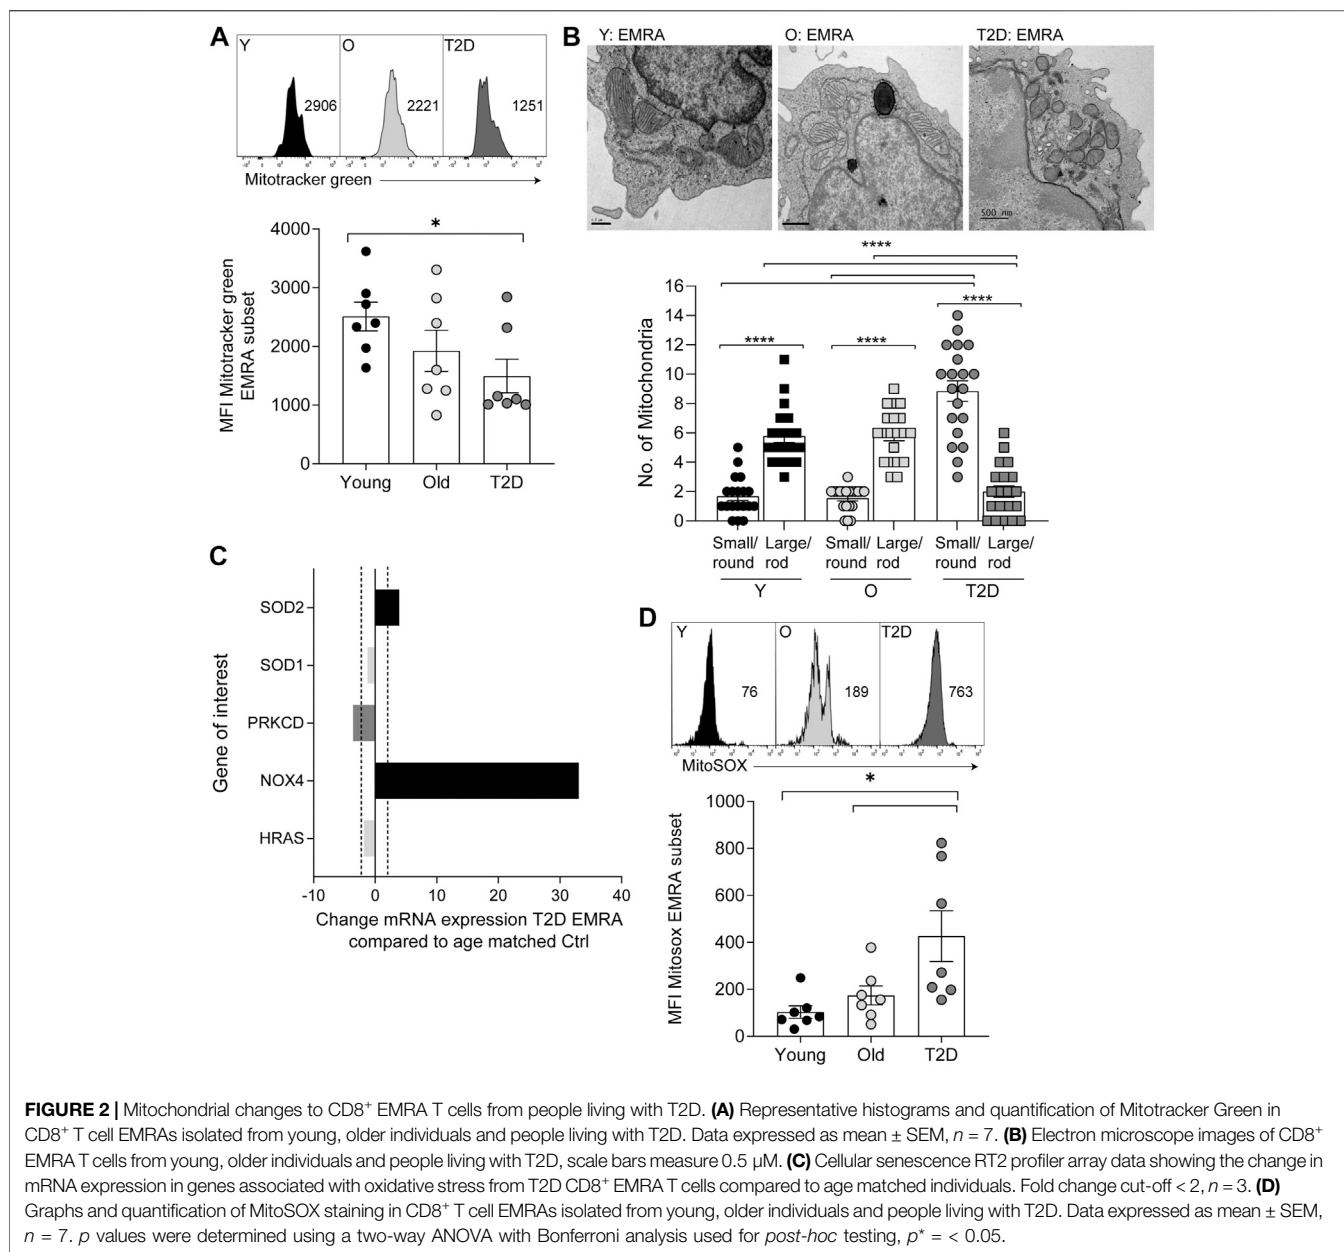 A
Y
O
T2D
2906
2221
1251
Mitotracker green
*
MFI Mitotracker green
EMRA subset
4000
3000
2000
1000
0
Young
Old
T2D
B
Y: EMRA
O: EMRA
T2D: EMRA
500 nm
****
****
****
****
No. of Mitochondria
16
14
12
10
8
6
4
2
0
Small/ Large/ Small/ Large/ Small/ Large/
round rod round rod round rod
Y
O
T2D
C
Gene of interest
SOD2
SOD1
PRKCD
NOX4
HRAS
-10 0 10 20 30 40
Change mRNA expression T2D EMRA
compared to age matched Ctrl
D
Y
O
T2D
76
189
763
MitoSOX
*
MFI Mitosox EMRA subset
1000
800
600
400
200
0
Young
Old
T2D
FIGURE 2 | Mitochondrial changes to CD8⁺ EMRA T cells from people living with T2D. (A) Representative histograms and quantification of Mitotracker Green in
CD8⁺ T cell EMRAs isolated from young, older individuals and people living with T2D. Data expressed as mean ± SEM, n = 7. (B) Electron microscope images of CD8⁺
EMRA T cells from young, older individuals and people living with T2D, scale bars measure 0.5 μM. (C) Cellular senescence RT2 profiler array data showing the change in
mRNA expression in genes associated with oxidative stress from T2D CD8⁺ EMRA T cells compared to age matched individuals. Fold change cut-off < 2, n = 3. (D)
Graphs and quantification of MitoSOX staining in CD8⁺ T cell EMRAs isolated from young, older individuals and people living with T2D. Data expressed as mean ± SEM,
n = 7. p values were determined using a two-way ANOVA with Bonferroni analysis used for post-hoc testing, p* = < 0.05.